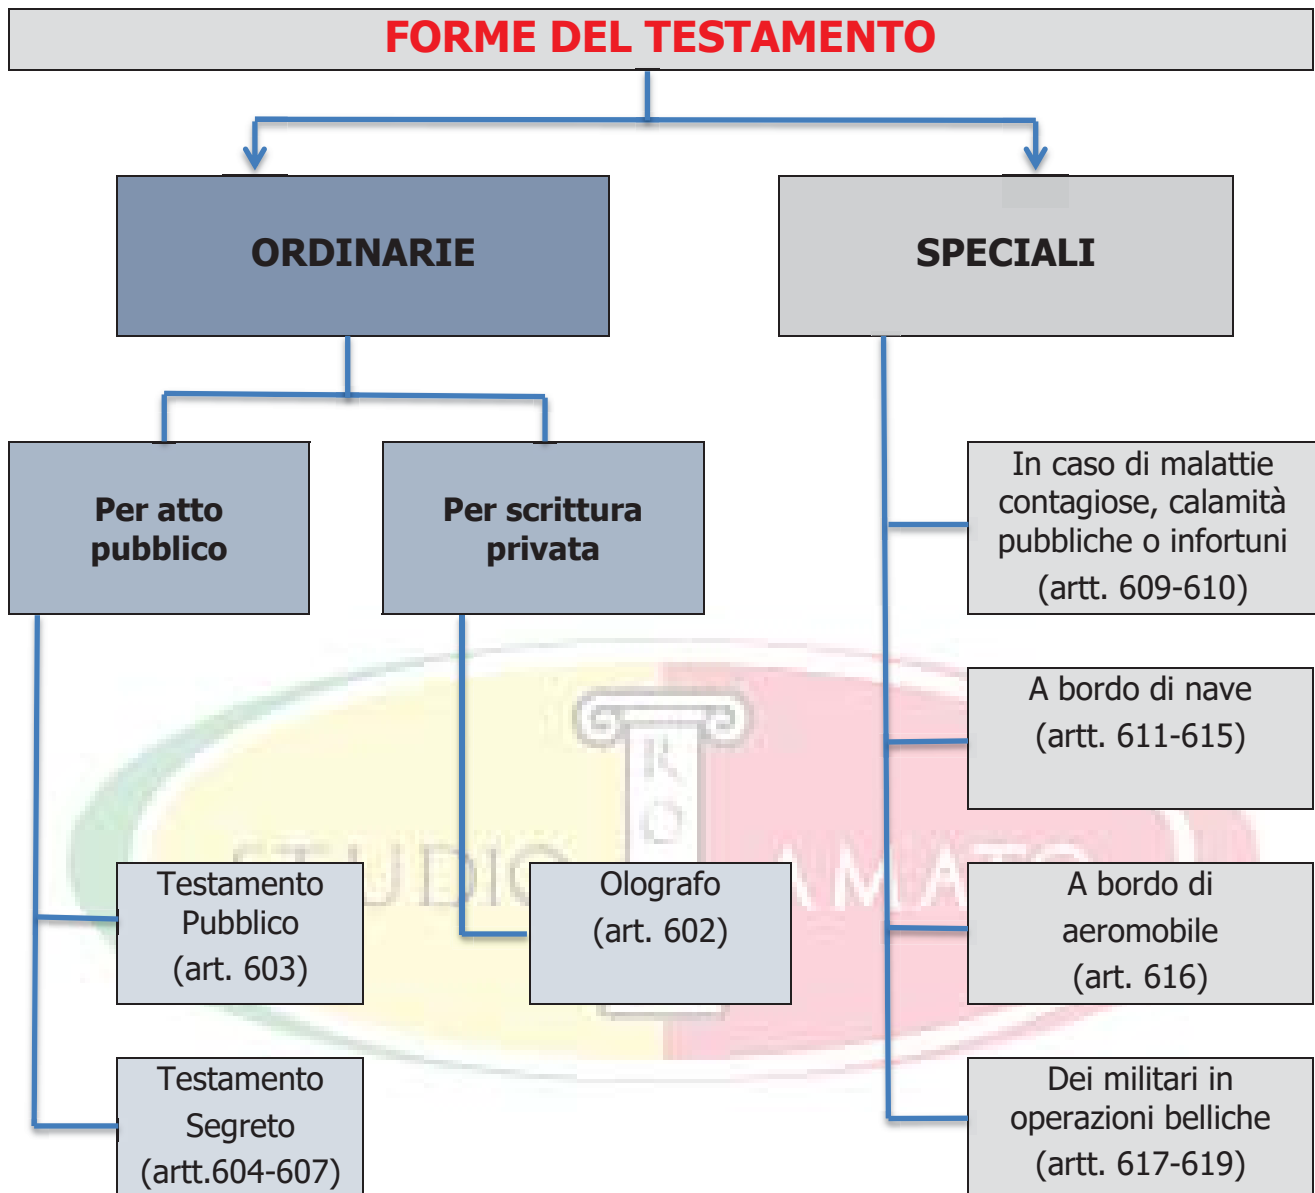 FORME DEL TESTAMENTO
ORDINARIE
SPECIALI
Per atto
pubblico
Per scrittura
privata
In caso di malattie
contagiose, calamità
pubbliche o infortuni
(artt. 609-610)
A bordo di nave
(artt. 611-615)
Testamento
Pubblico
(art. 603)
Olografo
(art. 602)
A bordo di
aeromobile
(art. 616)
Testamento
Segreto
(artt.604-607)
Dei militari in
operazioni belliche
(artt. 617-619)
R
O
STUDIO AMATO